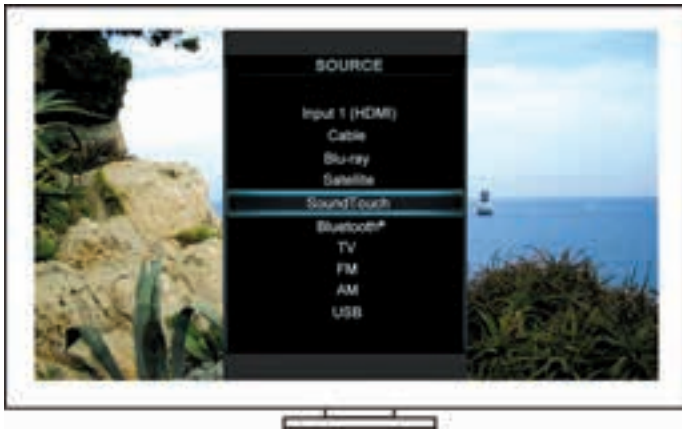 SOURCE
Input 1 (HDMI)
Cable
Blu-ray
Satellite
SoundTouch
Bluetooth®
TV
FM
AM
USB